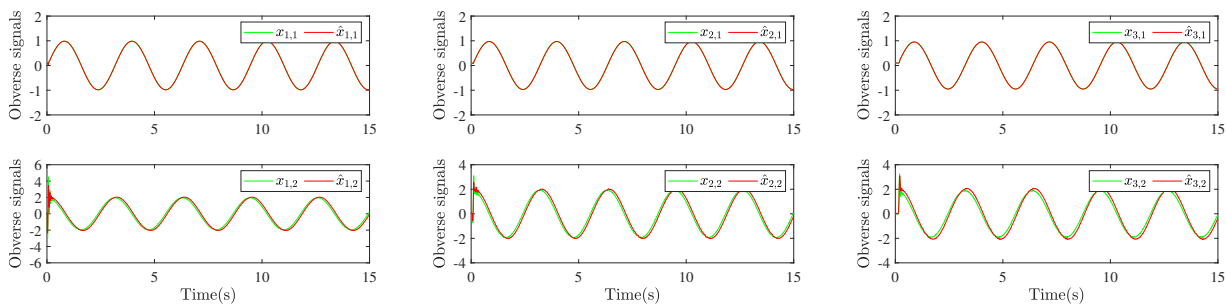 Obverse signals
2
1
0
-1
-2
x1,1 x̂1,1
0 5 10 15
Obverse signals
2
1
0
-1
-2
x2,1 x̂2,1
0 5 10 15
Obverse signals
2
1
0
-1
-2
x3,1 x̂3,1
0 5 10 15
Obverse signals
6
4
2
0
-2
-4
-6
x1,2 x̂1,2
0 5 10 15
Time(s)
Obverse signals
4
2
0
-2
-4
x2,2 x̂2,2
0 5 10 15
Time(s)
Obverse signals
4
2
0
-2
-4
x3,2 x̂3,2
0 5 10 15
Time(s)